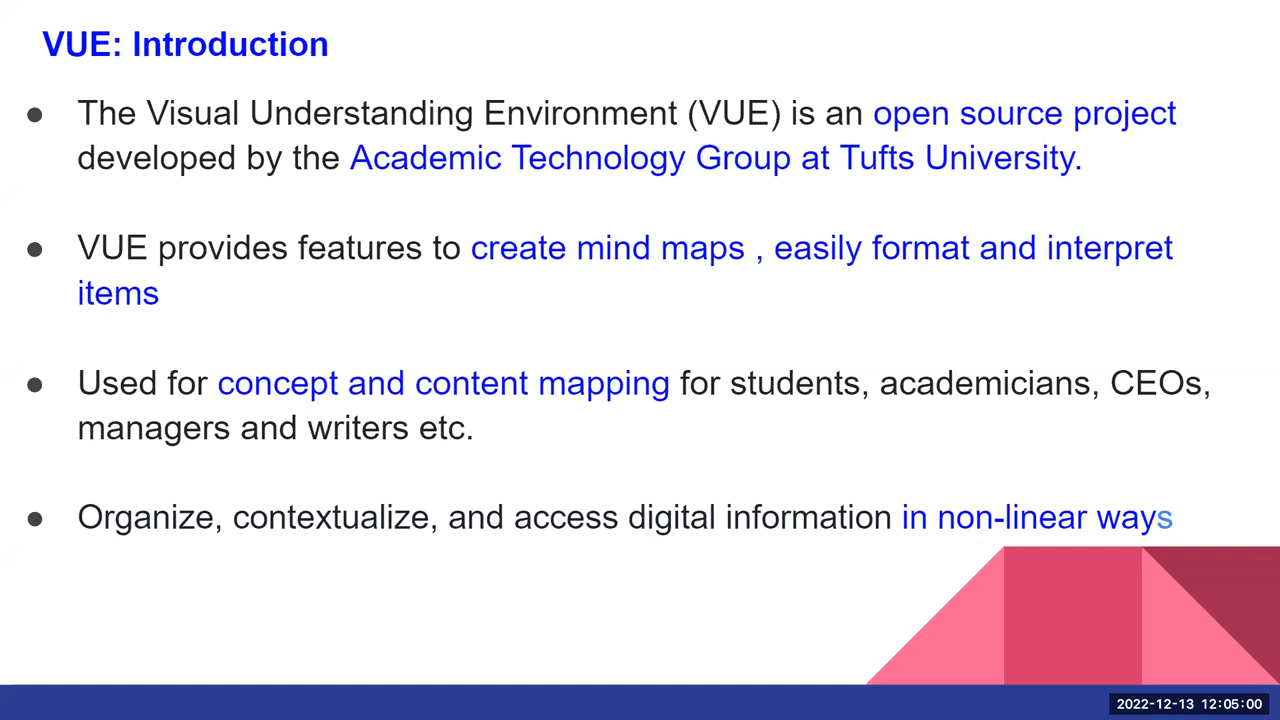 VUE: Introduction
● The Visual Understanding Environment (VUE) is an open source project
developed by the Academic Technology Group at Tufts University.
● VUE provides features to create mind maps , easily format and interpret
items
● Used for concept and content mapping for students, academicians, CEOs,
managers and writers etc.
● Organize, contextualize, and access digital information in non-linear ways
2022-12-13 12:05:00